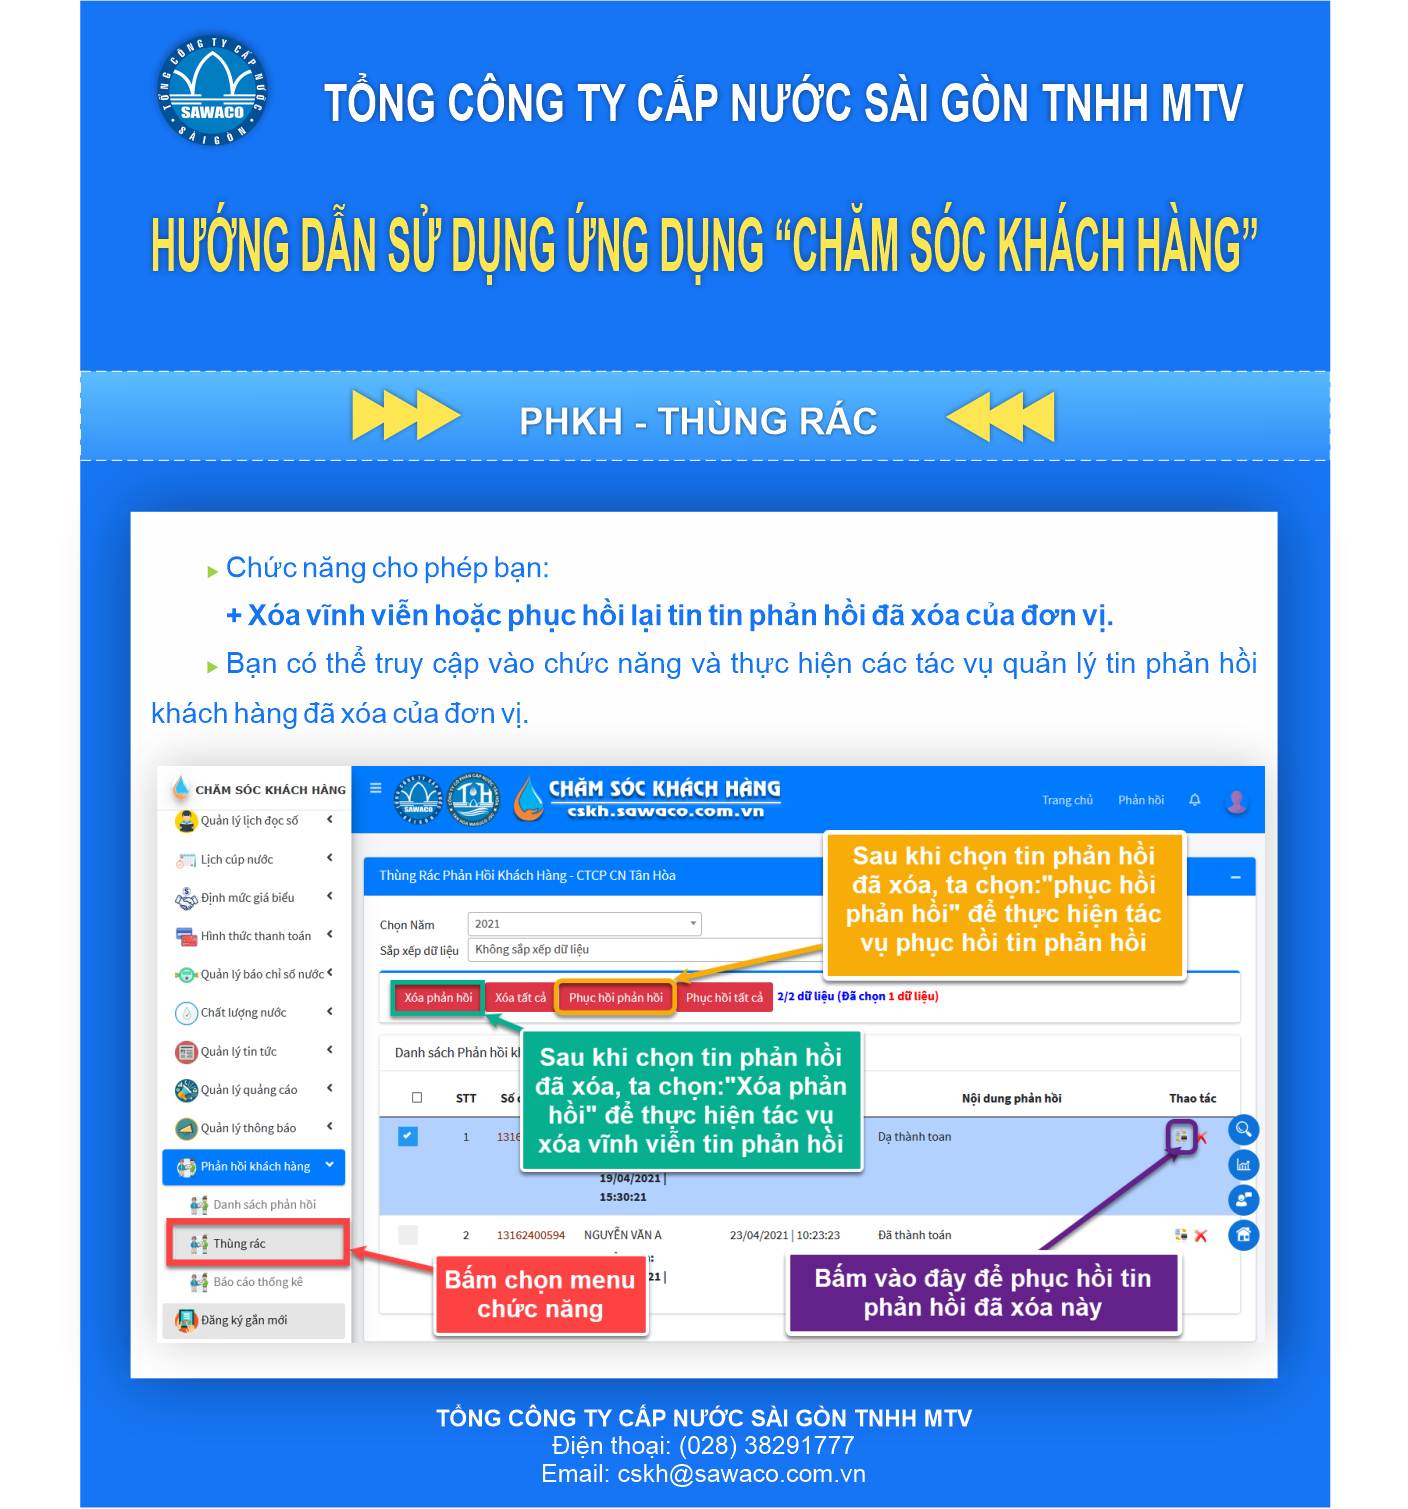 TỔNG CÔNG TY CẤP NƯỚC
SAWACO
SÀI GÒN
TỔNG CÔNG TY CẤP NƯỚC SÀI GÒN TNHH MTV
HƯỚNG DẪN SỬ DỤNG ỨNG DỤNG “CHĂM SÓC KHÁCH HÀNG”
PHKH - THÙNG RÁC
Chức năng cho phép bạn:
+ Xóa vĩnh viễn hoặc phục hồi lại tin tin phản hồi đã xóa của đơn vị.
Bạn có thể truy cập vào chức năng và thực hiện các tác vụ quản lý tin phản hồi
khách hàng đã xóa của đơn vị.
CHĂM SÓC KHÁCH HÀNG
Quản lý lịch đọc số
Lịch cúp nước
Định mức giá biểu
Hình thức thanh toán
Quản lý báo chỉ số nước
Chất lượng nước
Quản lý tin tức
Quản lý quảng cáo
Quản lý thông báo
Phản hồi khách hàng
Danh sách phản hồi
Thùng rác
Báo cáo thống kê
Đăng ký gắn mới
SAWACO
CHĂM SÓC KHÁCH HÀNG
cskh.sawaco.com.vn
Trang chủ Phản hồi
Thùng Rác Phản Hồi Khách Hàng - CTCP CN Tân Hòa
Chọn Năm 2021
Sắp xếp dữ liệu Không sắp xếp dữ liệu
Sau khi chọn tin phản hồi
đã xóa, ta chọn:"phục hồi
phản hồi" để thực hiện tác
vụ phục hồi tin phản hồi
Xóa phản hồi Xóa tất cả Phục hồi phản hồi Phục hồi tất cả 2/2 dữ liệu (Đã chọn 1 dữ liệu)
Danh sách Phản hồi
Sau khi chọn tin phản hồi
đã xóa, ta chọn:"Xóa phản
hồi" để thực hiện tác vụ
xóa vĩnh viễn tin phản hồi
STT Số Nội dung phản hồi Thao tác
1 1316 Dạ thành toan
19/04/2021 |
15:30:21
2 13162400594 NGUYỄN VĂN A 23/04/2021 | 10:23:23 Đã thành toán
21 |
Bấm chọn menu
chức năng
Bấm vào đây để phục hồi tin
phản hồi đã xóa này
TỔNG CÔNG TY CẤP NƯỚC SÀI GÒN TNHH MTV
Điện thoại: (028) 38291777
Email: cskh@sawaco.com.vn